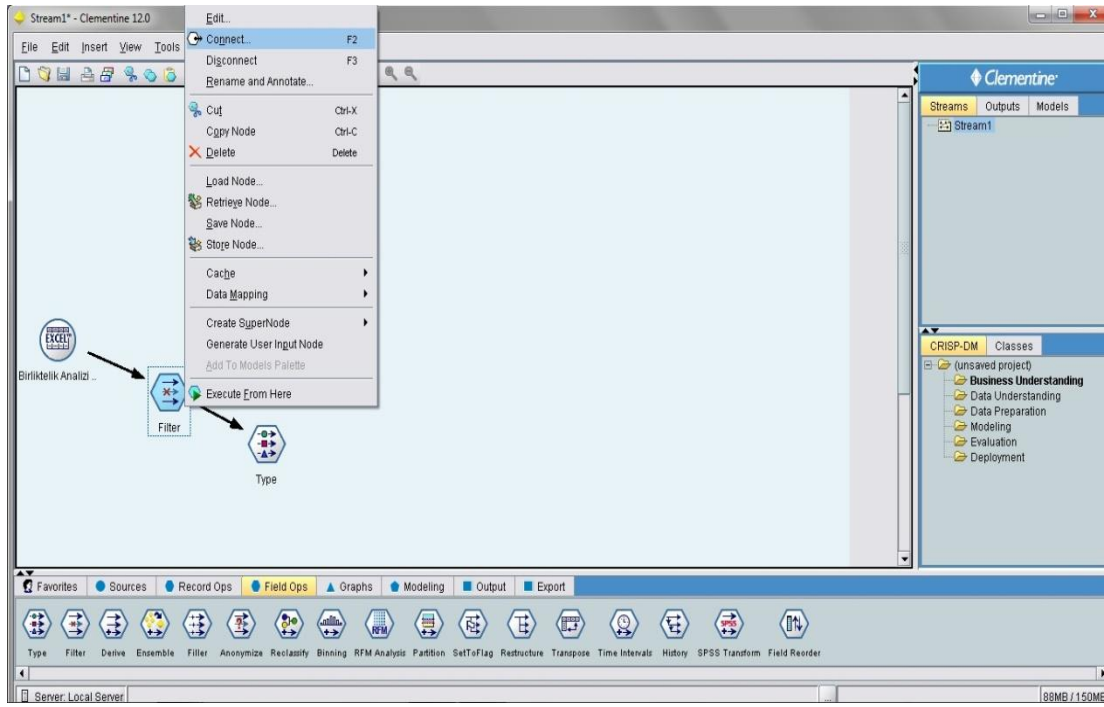 Stream1* - Clementine 12.0
File Edit Insert View Tools
Edit...
Connect... F2
Disconnect F3
Rename and Annotate...
Cut Ctrl-X
Copy Node Ctrl-C
Delete Delete
Load Node...
Retrieve Node...
Save Node...
Store Node...
Cache
Data Mapping
Create SuperNode
Generate User Input Node
Add To Models Palette
Execute From Here
EXCEL
Birliktelik Analizi ..
Filter
Type
Clementine
Streams Outputs Models
Stream1
CRISP-DM Classes
(unsaved project)
Business Understanding
Data Understanding
Data Preparation
Modeling
Evaluation
Deployment
Favorites Sources Record Ops Field Ops Graphs Modeling Output Export
RFM
SPSS
Type Filter Derive Ensemble Filler Anonymize Reclassify Binning RFM Analysis Partition SetToFlag Restructure Transpose Time Intervals History SPSS Transform Field Reorder
Server: Local Server ... 88MB / 150MB